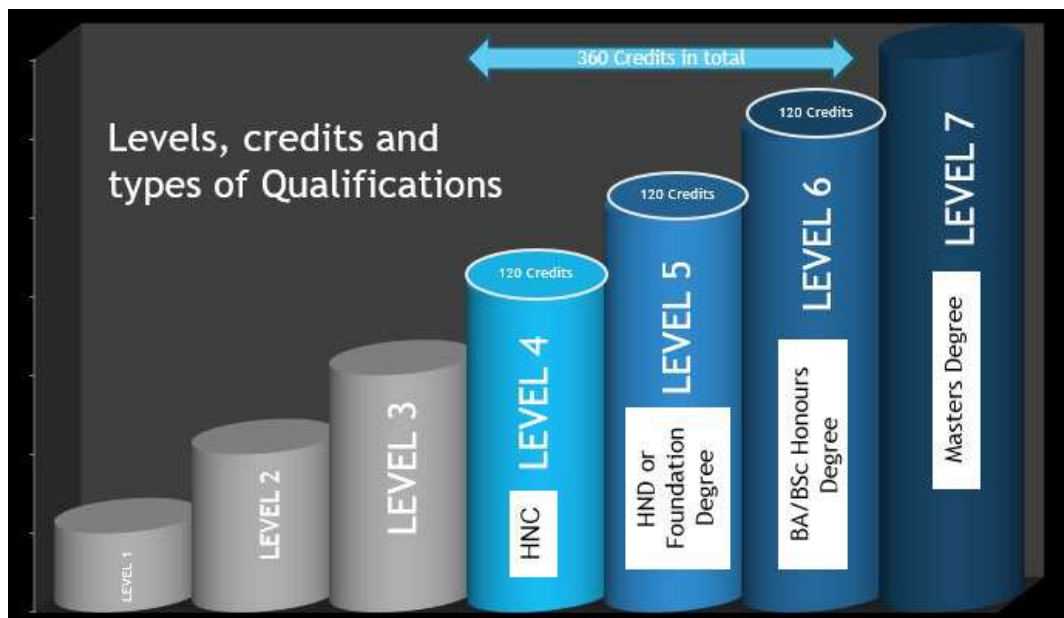 360 Credits in total
Levels, credits and
types of Qualifications
LEVEL 1
LEVEL 2
LEVEL 3
120 Credits
LEVEL 4
HNC
120 Credits
LEVEL 5
HND or
Foundation
Degree
120 Credits
LEVEL 6
BA/BSc Honours
Degree
LEVEL 7
Masters Degree